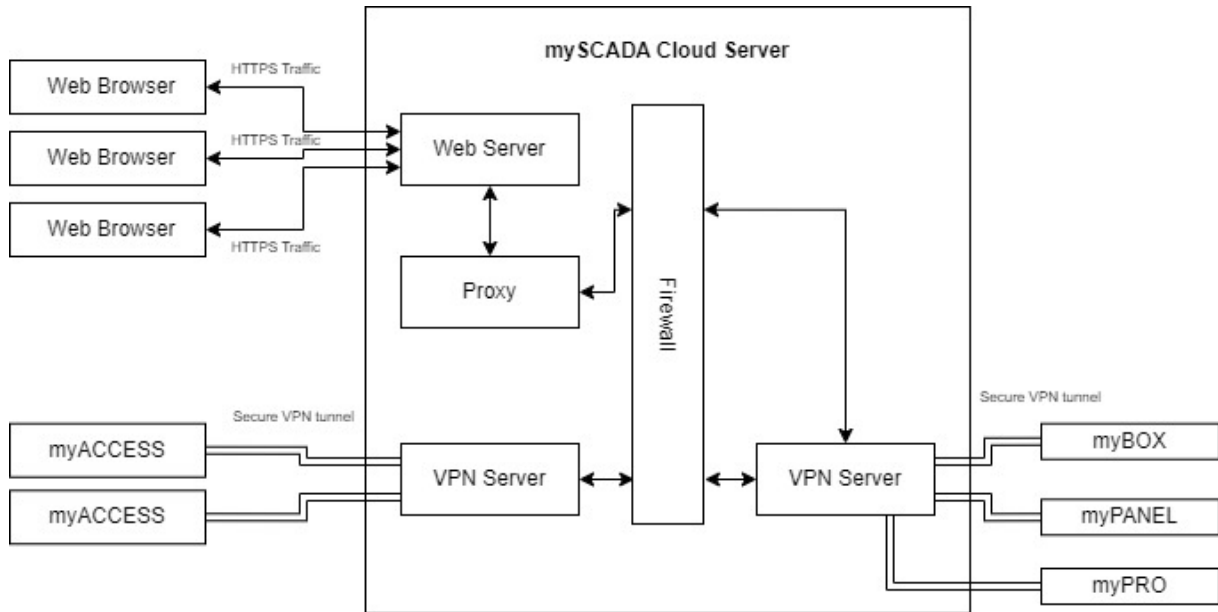 mySCADA Cloud Server
HTTPS Traffic
Web Browser
HTTPS Traffic
Web Browser
Web Server
Web Browser
HTTPS Traffic
Proxy
Firewall
Secure VPN tunnel
Secure VPN tunnel
myACCESS
myBOX
VPN Server
VPN Server
myACCESS
myPANEL
myPRO